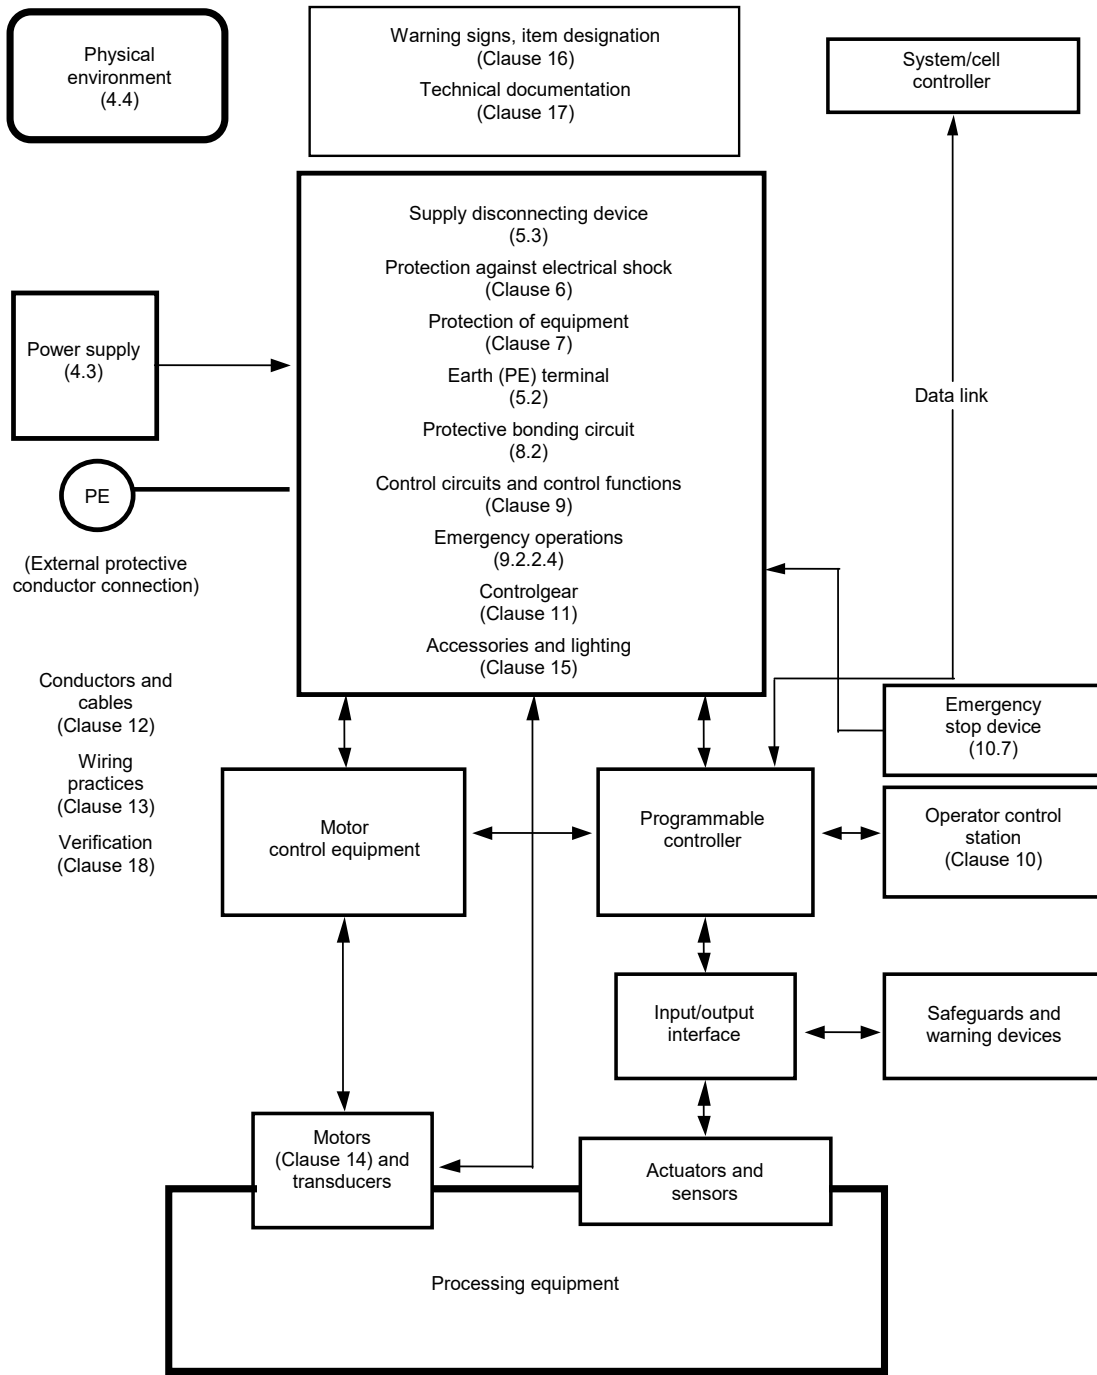 Physical
environment
(4.4)
Warning signs, item designation
(Clause 16)
Technical documentation
(Clause 17)
System/cell
controller
Supply disconnecting device
(5.3)
Protection against electrical shock
(Clause 6)
Protection of equipment
(Clause 7)
Earth (PE) terminal
(5.2)
Protective bonding circuit
(8.2)
Control circuits and control functions
(Clause 9)
Emergency operations
(9.2.2.4)
Controlgear
(Clause 11)
Accessories and lighting
(Clause 15)
Power supply
(4.3)
Data link
PE
(External protective
conductor connection)
Conductors and
cables
(Clause 12)
Wiring
practices
(Clause 13)
Verification
(Clause 18)
Emergency
stop device
(10.7)
Motor
control equipment
Programmable
controller
Operator control
station
(Clause 10)
Input/output
interface
Safeguards and
warning devices
Motors
(Clause 14) and
transducers
Actuators and
sensors
Processing equipment